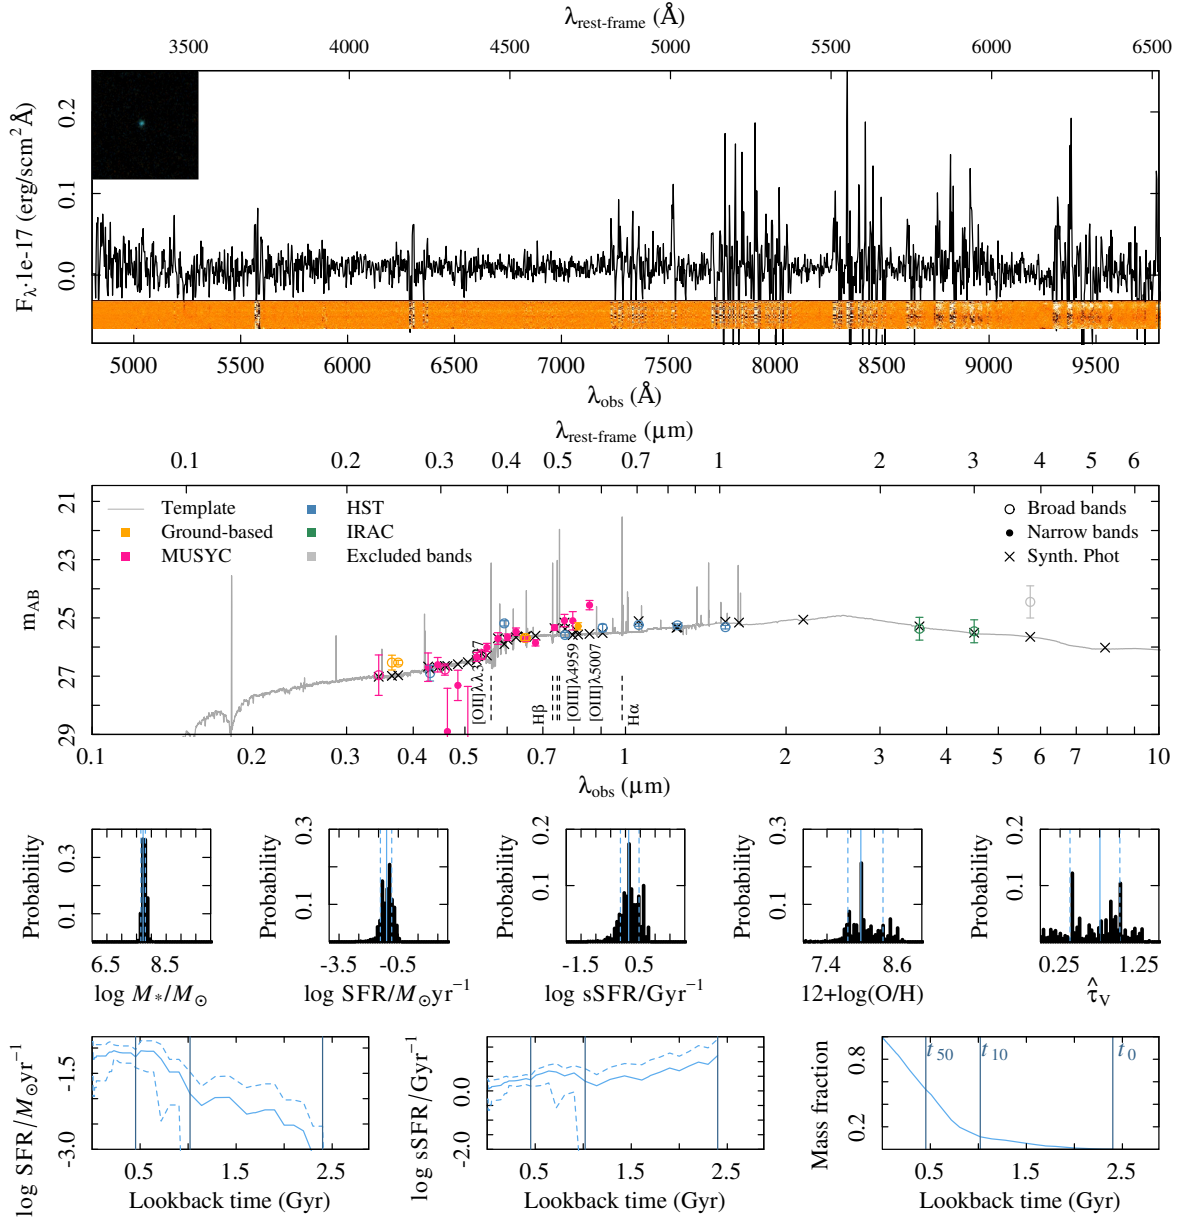 λrest-frame (Å)
3500 4000 4500 5000 5500 6000 6500
F_λ·1e-17 (erg/scm² Å)
0.0 0.1 0.2
5000 5500 6000 6500 7000 7500 8000 8500 9000 9500
λobs (Å)
λrest-frame (μm)
0.1 0.2 0.3 0.4 0.5 0.7 1 2 3 4 5 6
m_AB
21
23
25
27
29
Template
Ground-based
MUSYC
HST
IRAC
Excluded bands
Broad bands
Narrow bands
Synth. Phot
[OII]λλ3727
Hβ
[OIII]λ4959
[OIII]λ5007
Hα
0.1 0.2 0.3 0.4 0.5 0.7 1 2 3 4 5 6 7 8 10
λobs (μm)
Probability
0.1 0.3
6.5 8.5
log M*/M⊙
Probability
0.1 0.3
-3.5 -0.5
log SFR/M⊙yr⁻¹
Probability
0.1 0.2
-1.5 0.5
log sSFR/Gyr⁻¹
Probability
0.1 0.3
7.4 8.6
12+log(O/H)
Probability
0.1 0.2
0.25 1.25
τ̂_V
log SFR/M⊙yr⁻¹
-3.0 -1.5
0.5 1.5 2.5
Lookback time (Gyr)
log sSFR/Gyr⁻¹
-2.0 0.0
0.5 1.5 2.5
Lookback time (Gyr)
Mass fraction
0.2 0.8
t₅₀ t₁₀ t₀
0.5 1.5 2.5
Lookback time (Gyr)